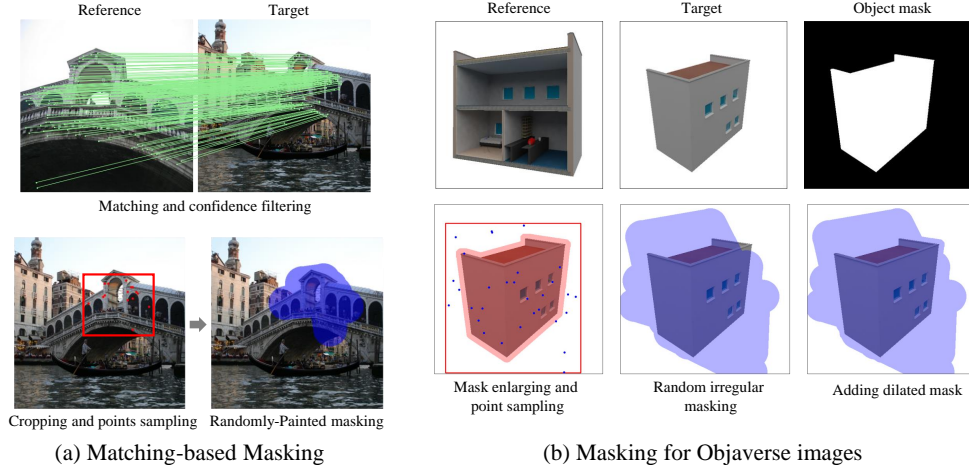 Reference
Target
Matching and confidence filtering
Cropping and points sampling
Randomly-Painted masking
(a) Matching-based Masking
Reference
Target
Object mask
Mask enlarging and
point sampling
Random irregular
masking
Adding dilated mask
(b) Masking for Objaverse images